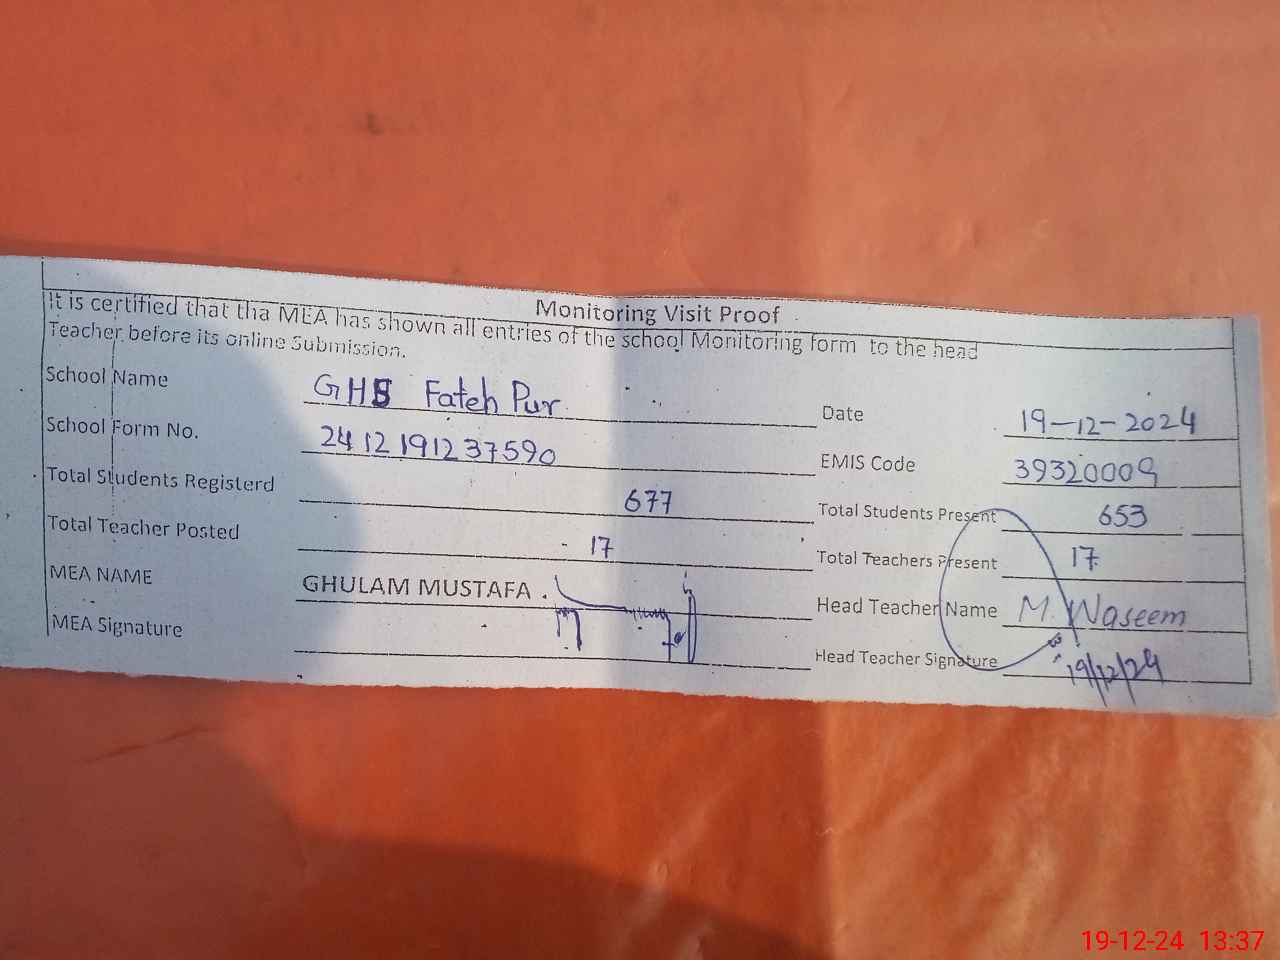 Monitoring Visit Proof
It is certified that tha MEA has shown all entries of the school Monitoring form to the head
Teacher before its online Submission.
School Name GHS Fateh Pur Date 19-12-2024
School Form No. 2412191237590 EMIS Code 39320009
Total Students Registerd 677 Total Students Present 653
Total Teacher Posted 17 Total Teachers Present 17
MEA NAME GHULAM MUSTAFA . Head Teacher Name M. Waseem
MEA Signature Head Teacher Signature 19/12/24
19-12-24 13:37